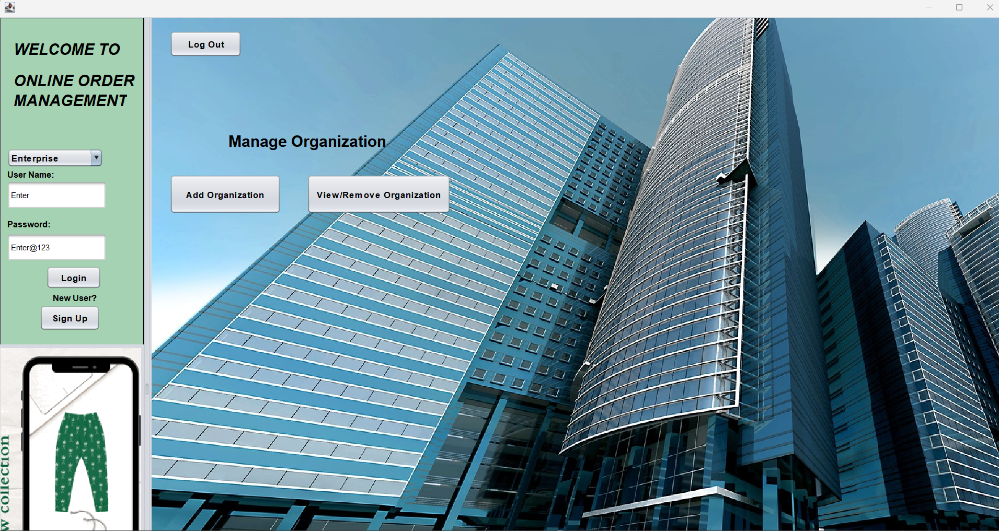 WELCOME TO
ONLINE ORDER
MANAGEMENT
Enterprise
User Name:
Enter
Password:
Enter@123
Login
New User?
Sign Up
collection
Log Out
Manage Organization
Add Organization
View/Remove Organization